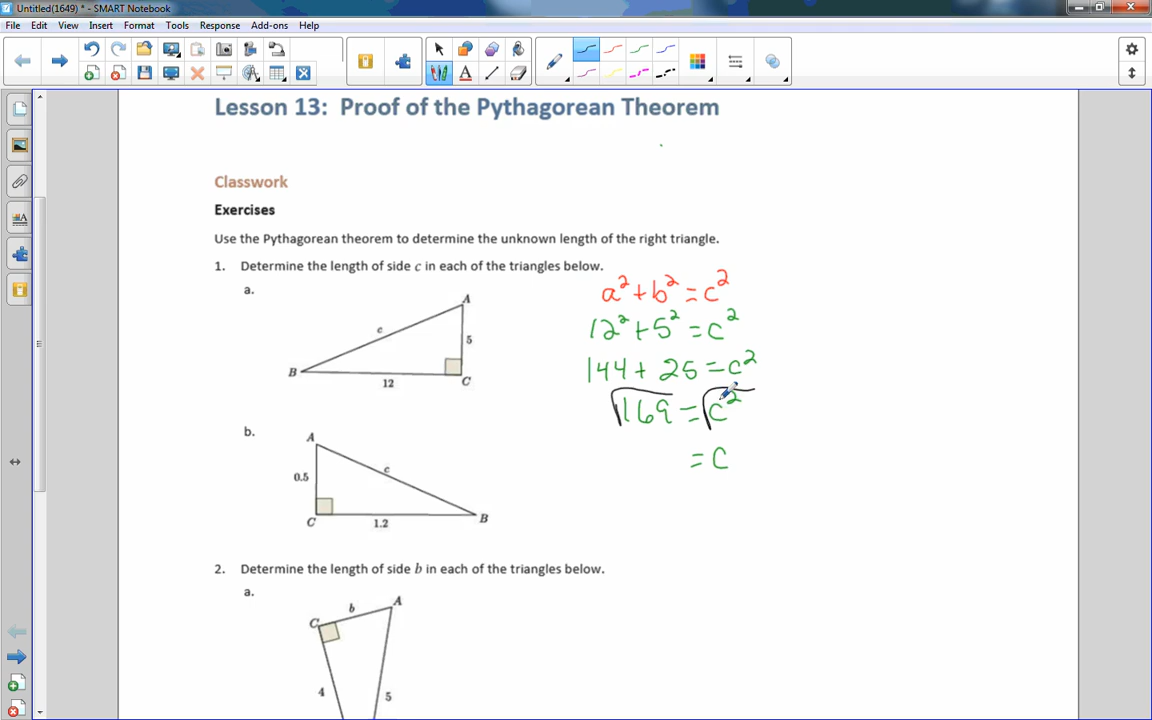 Untitled(1649) * - SMART Notebook
File Edit View Insert Format Tools Response Add-ons Help
Lesson 13: Proof of the Pythagorean Theorem
Classwork
Exercises
Use the Pythagorean theorem to determine the unknown length of the right triangle.
1. Determine the length of side c in each of the triangles below.
a.
A
c
5
B
12
C
a² + b² = c²
12² + 5² = c²
144 + 25 = c²
√169 = √c²
= c
b.
A
0.5
c
C
1.2
B
2. Determine the length of side b in each of the triangles below.
a.
C
b
A
4
5